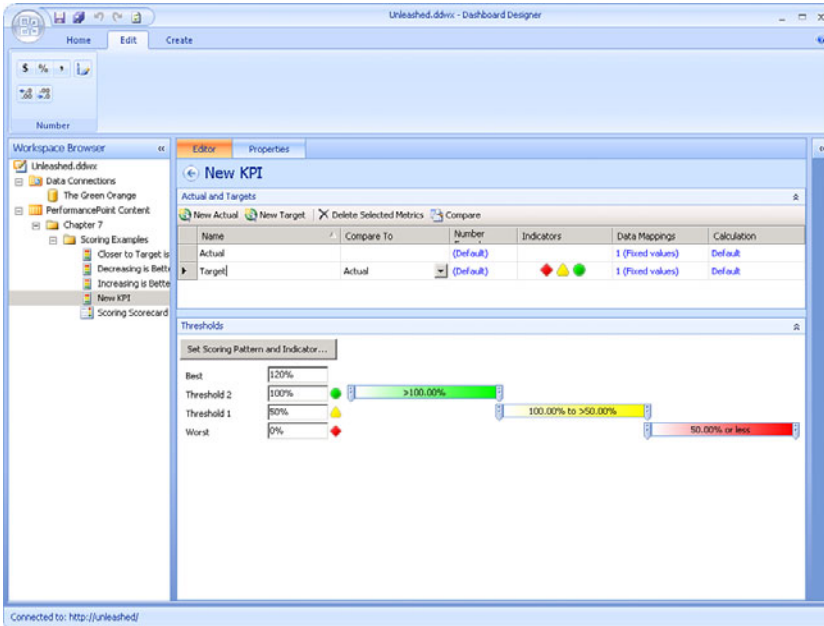 Unleashed.ddwx - Dashboard Designer
Home Edit Create
$ % ,
Number
Workspace Browser
Editor Properties
Unleashed.ddwx
Data Connections
The Green Orange
PerformancePoint Content
Chapter 7
Scoring Examples
Closer to Target is
Decreasing is Bette
Increasing is Bette
New KPI
Scoring Scorecard
New KPI
Actual and Targets
New Actual New Target Delete Selected Metrics Compare
Name Compare To Number Indicators Data Mappings Calculation
Actual (Default) 1 (Fixed values) Default
Target Actual (Default) 1 (Fixed values) Default
Thresholds
Set Scoring Pattern and Indicator...
Best 120%
Threshold 2 100% >100.00%
Threshold 1 50% 100.00% to >50.00%
Worst 0% 50.00% or less
Connected to: http://unleashed/